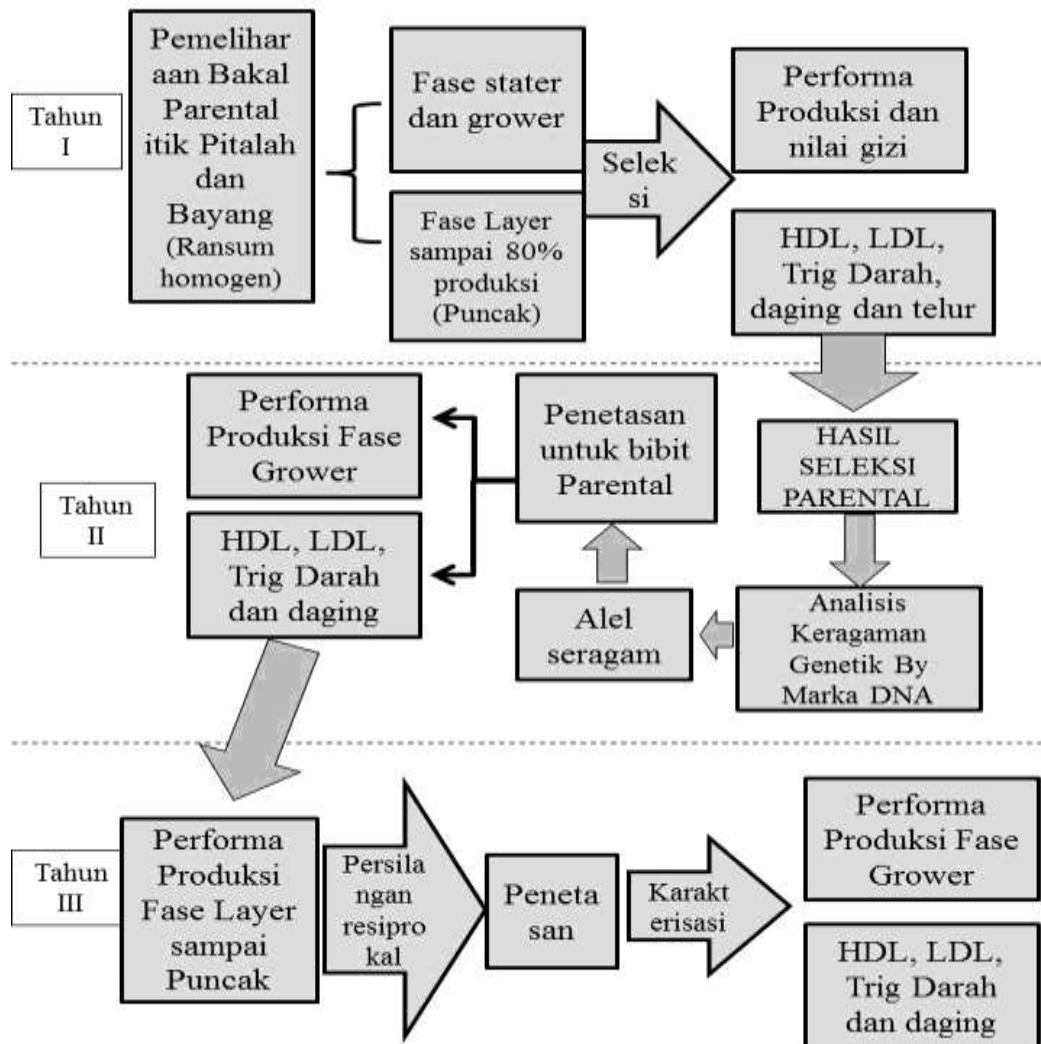 Tahun
I
Pemelihar
aan Bakal
Parental
itik Pitalah
dan
Bayang
(Ransum
homogen)
Fase stater
dan grower
Fase Layer
sampai 80%
produksi
(Puncak)
Selek
si
Performa
Produksi dan
nilai gizi
HDL, LDL,
Trig Darah,
daging dan telur
Tahun
II
Performa
Produksi Fase
Grower
HDL, LDL,
Trig Darah
dan daging
Penetasan
untuk bibit
Parental
Alel
seragam
HASIL
SELEKSI
PARENTAL
Analisis
Keragaman
Genetik By
Marka DNA
Tahun
III
Performa
Produksi
Fase Layer
sampai
Puncak
Persila
ngan
resipro
kal
Peneta
san
Karakt
erisasi
Performa
Produksi Fase
Grower
HDL, LDL,
Trig Darah
dan daging